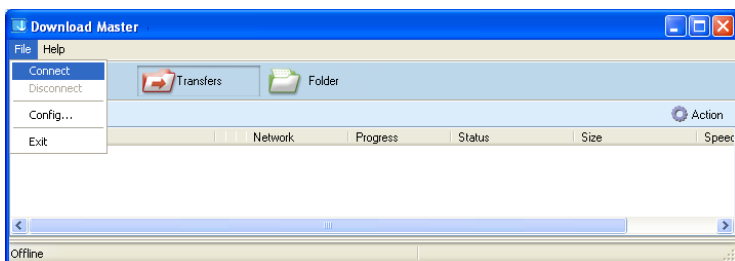 Download Master
File Help
Connect
Disconnect
Config...
Exit
Transfers Folder
Action
Network Progress Status Size Speed
Offline